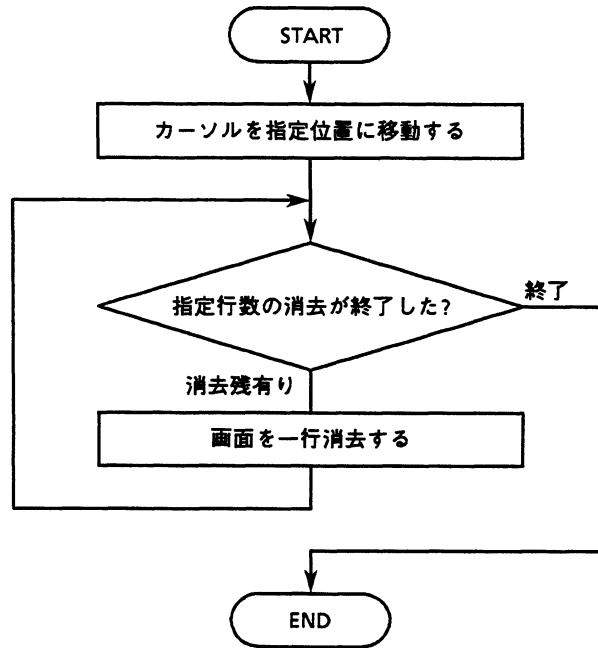 START
カーソルを指定位置に移動する
指定行数の消去が終了した?
終了
消去残有り
画面を一行消去する
END